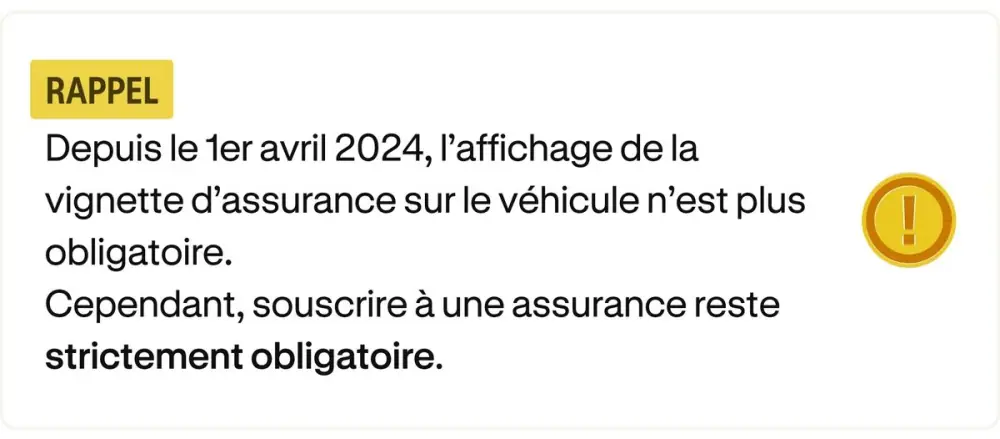 RAPPEL
Depuis le 1er avril 2024, l’affichage de la
vignette d’assurance sur le véhicule n’est plus
obligatoire.
Cependant, souscrire à une assurance reste
strictement obligatoire.
!